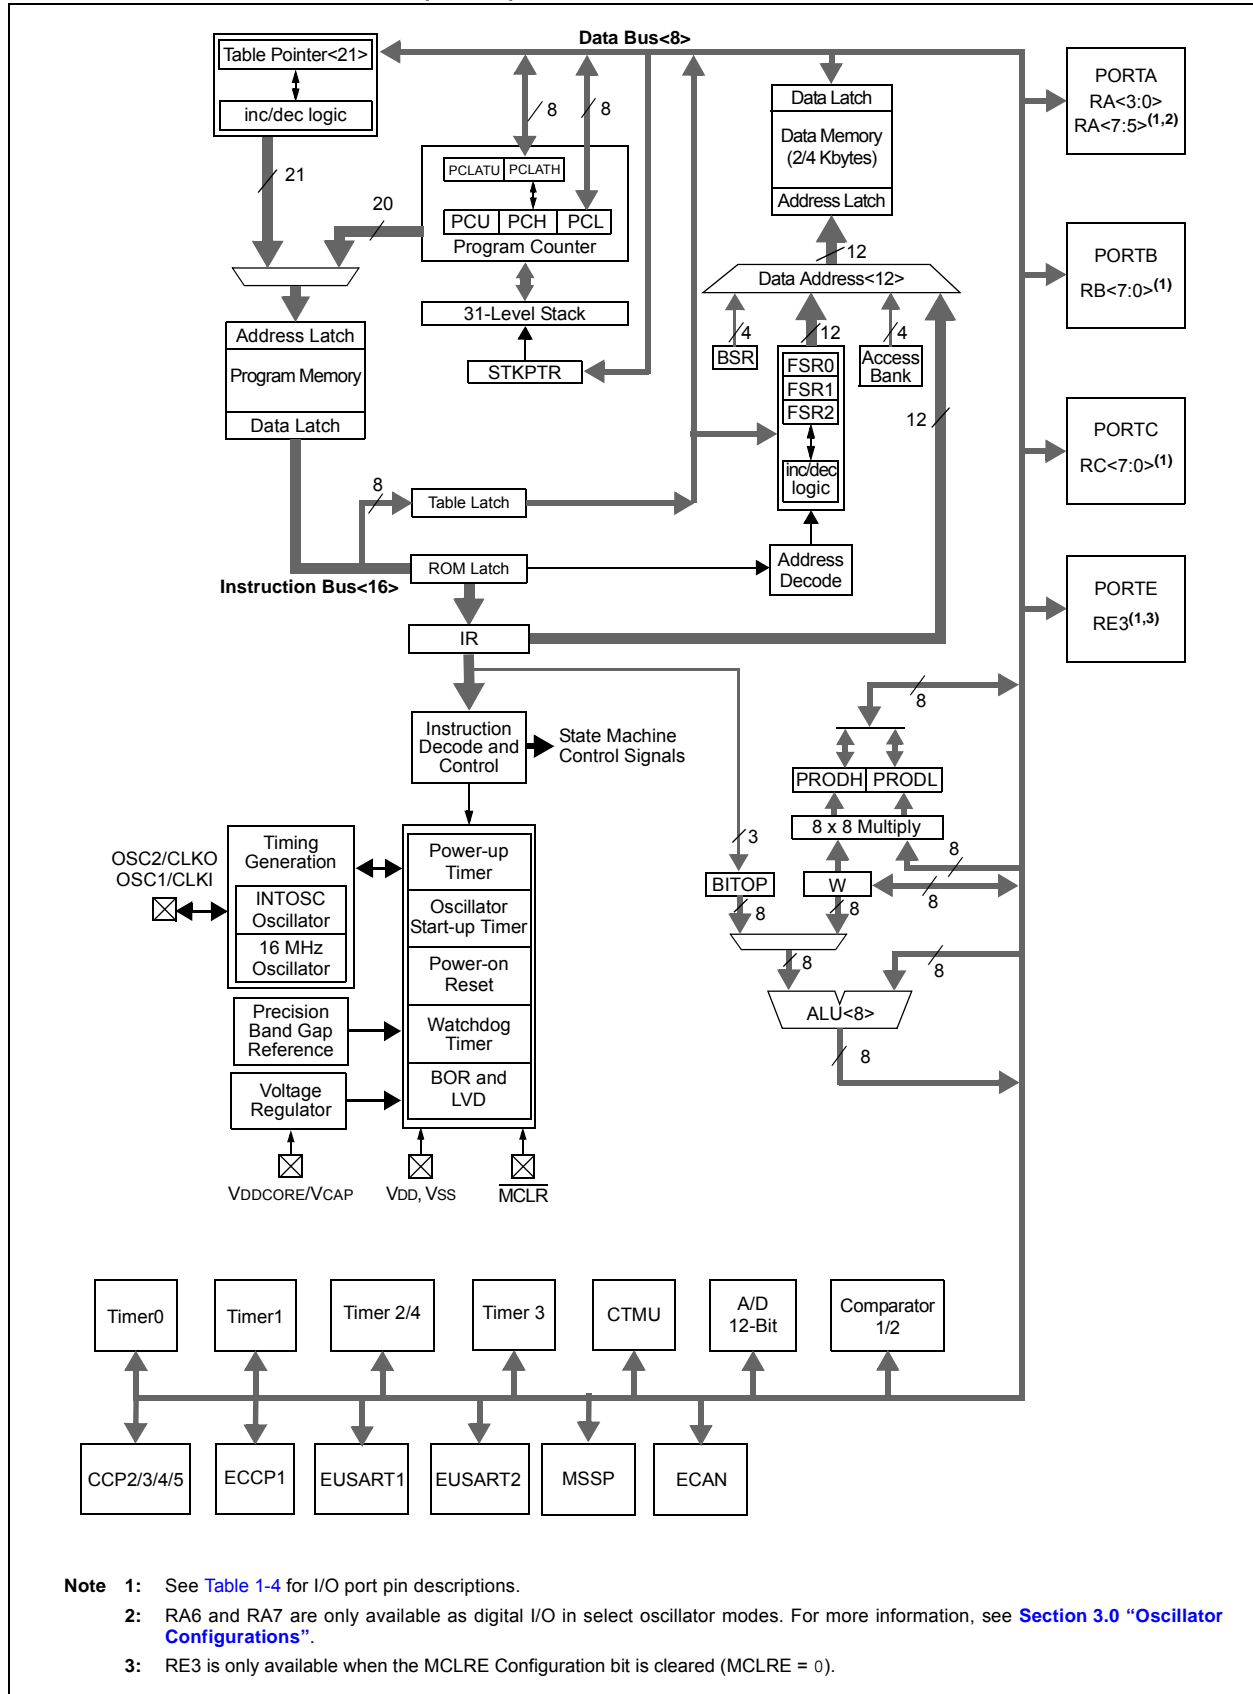 Data Bus<8>
Table Pointer<21>
inc/dec logic
21
20
8
8
PCLATU PCLATH
PCU PCH PCL
Program Counter
31-Level Stack
STKPTR
Address Latch
Program Memory
Data Latch
8
Table Latch
ROM Latch
Instruction Bus<16>
IR
Data Latch
Data Memory
(2/4 Kbytes)
Address Latch
12
Data Address<12>
4
12
4
BSR
FSR0
FSR1
FSR2
inc/dec
logic
Access
Bank
12
Address
Decode
PORTA
RA<3:0>
RA<7:5>(1,2)
PORTB
RB<7:0>(1)
PORTC
RC<7:0>(1)
PORTE
RE3(1,3)
Instruction
Decode and
Control
State Machine
Control Signals
8
PRODH PRODL
8 x 8 Multiply
8
3
BITOP
W
8
8
8
8
8
ALU<8>
8
OSC2/CLKO
OSC1/CLKI
Timing
Generation
INTOSC
Oscillator
16 MHz
Oscillator
Precision
Band Gap
Reference
Voltage
Regulator
Power-up
Timer
Oscillator
Start-up Timer
Power-on
Reset
Watchdog
Timer
BOR and
LVD
VDDCORE/VCAP
VDD, VSS
MCLR
Timer0
Timer1
Timer 2/4
Timer 3
CTMU
A/D
12-Bit
Comparator
1/2
CCP2/3/4/5
ECCP1
EUSART1
EUSART2
MSSP
ECAN
Note 1: See Table 1-4 for I/O port pin descriptions.
2: RA6 and RA7 are only available as digital I/O in select oscillator modes. For more information, see Section 3.0 “Oscillator
Configurations”.
3: RE3 is only available when the MCLRE Configuration bit is cleared (MCLRE = 0).